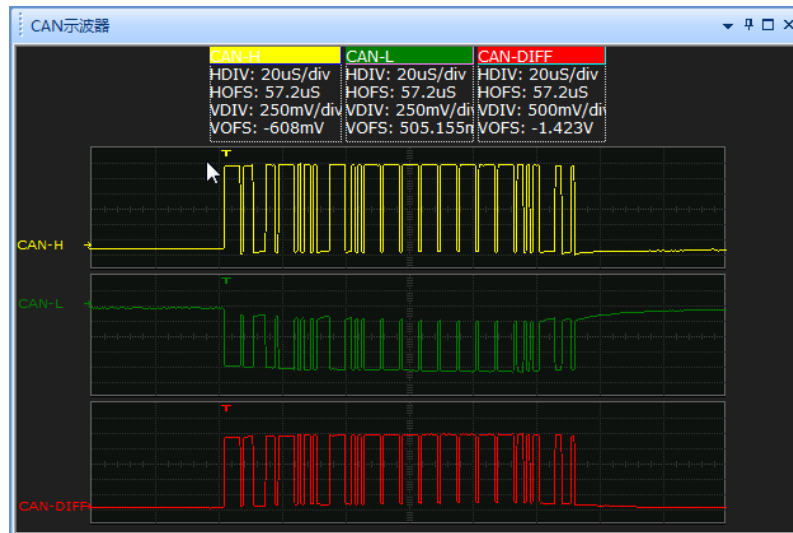 CAN示波器
CAN-H CAN-L CAN-DIFF
HDIV: 20uS/div HDIV: 20uS/div HDIV: 20uS/div
HOFS: 57.2uS HOFS: 57.2uS HOFS: 57.2uS
VDIV: 250mV/div VDIV: 250mV/di VDIV: 500mV/div
VOFS: -608mV VOFS: 505.155m VOFS: -1.423V
T
CAN-H
T
CAN-L
T
CAN-DIFF